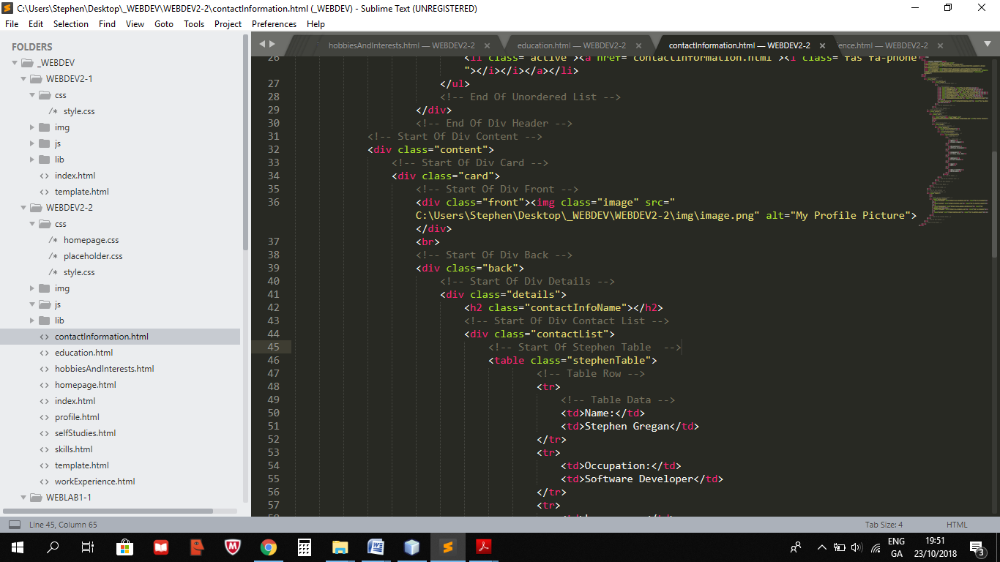 C:\Users\Stephen\Desktop\_WEBDEV\WEBDEV2-2\contactInformation.html (_WEBDEV) - Sublime Text (UNREGISTERED)
File Edit Selection Find View Goto Tools Project Preferences Help
FOLDERS
_WEBDEV
WEBDEV2-1
css
/* style.css
img
js
lib
<> index.html
<> template.html
WEBDEV2-2
css
/* homepage.css
/* placeholder.css
/* style.css
img
js
lib
<> contactInformation.html
<> education.html
<> hobbiesAndInterests.html
<> homepage.html
<> index.html
<> profile.html
<> selfStudies.html
<> skills.html
<> template.html
<> workExperience.html
WEBLAB1-1
hobbiesAndInterests.html — WEBDEV2-2 education.html — WEBDEV2-2 contactInformation.html — WEBDEV2-2 ence.html — WEBDEV2-2
26 <li class="active"><a href="contactInformation.html"><i class="fas fa-phone
"></i></i></a></li>
27 </ul>
28 <!-- End Of Unordered List -->
29 </div>
30 <!-- End Of Div Header -->
31 <!-- Start Of Div Content -->
32 <div class="content">
33 <!-- Start Of Div Card -->
34 <div class="card">
35 <!-- Start Of Div Front -->
36 <div class="front"><img class="image" src="
C:\Users\Stephen\Desktop\_WEBDEV\WEBDEV2-2\img\image.png" alt="My Profile Picture">
</div>
37 <br>
38 <!-- Start Of Div Back -->
39 <div class="back">
40 <!-- Start Of Div Details -->
41 <div class="details">
42 <h2 class="contactInfoName"></h2>
43 <!-- Start Of Div Contact List -->
44 <div class="contactList">
45 <!-- Start Of Stephen Table  -->
46 <table class="stephenTable">
47 <!-- Table Row -->
48 <tr>
49 <!-- Table Data -->
50 <td>Name:</td>
51 <td>Stephen Gregan</td>
52 </tr>
53 <tr>
54 <td>Occupation:</td>
55 <td>Software Developer</td>
56 </tr>
57 <tr>
Line 45, Column 65 Tab Size: 4 HTML
ENG
GA
19:51
23/10/2018
3